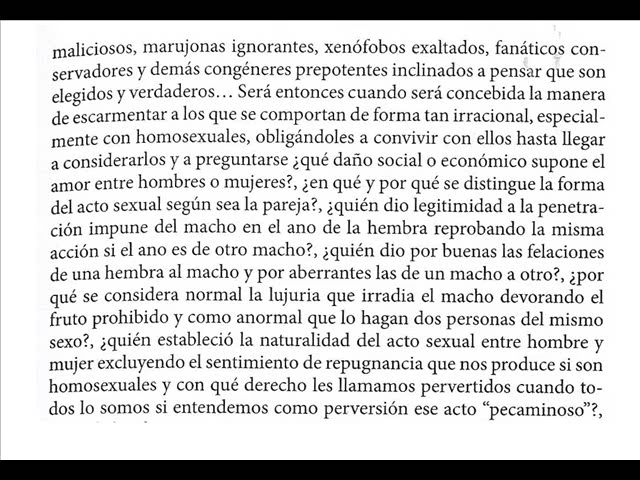 maliciosos, marujonas ignorantes, xenófobos exaltados, fanáticos con-
servadores y demás congéneres prepotentes inclinados a pensar que son
elegidos y verdaderos… Será entonces cuando será concebida la manera
de escarmentar a los que se comportan de forma tan irracional, especial-
mente con homosexuales, obligándoles a convivir con ellos hasta llegar
a considerarlos y a preguntarse ¿qué daño social o económico supone el
amor entre hombres o mujeres?, ¿en qué y por qué se distingue la forma
del acto sexual según sea la pareja?, ¿quién dio legitimidad a la penetra-
ción impune del macho en el ano de la hembra reprobando la misma
acción si el ano es de otro macho?, ¿quién dio por buenas las felaciones
de una hembra al macho y por aberrantes las de un macho a otro?, ¿por
qué se considera normal la lujuria que irradia el macho devorando el
fruto prohibido y como anormal que lo hagan dos personas del mismo
sexo?, ¿quién estableció la naturalidad del acto sexual entre hombre y
mujer excluyendo el sentimiento de repugnancia que nos produce si son
homosexuales y con qué derecho les llamamos pervertidos cuando to-
dos lo somos si entendemos como perversión ese acto “pecaminoso”?,